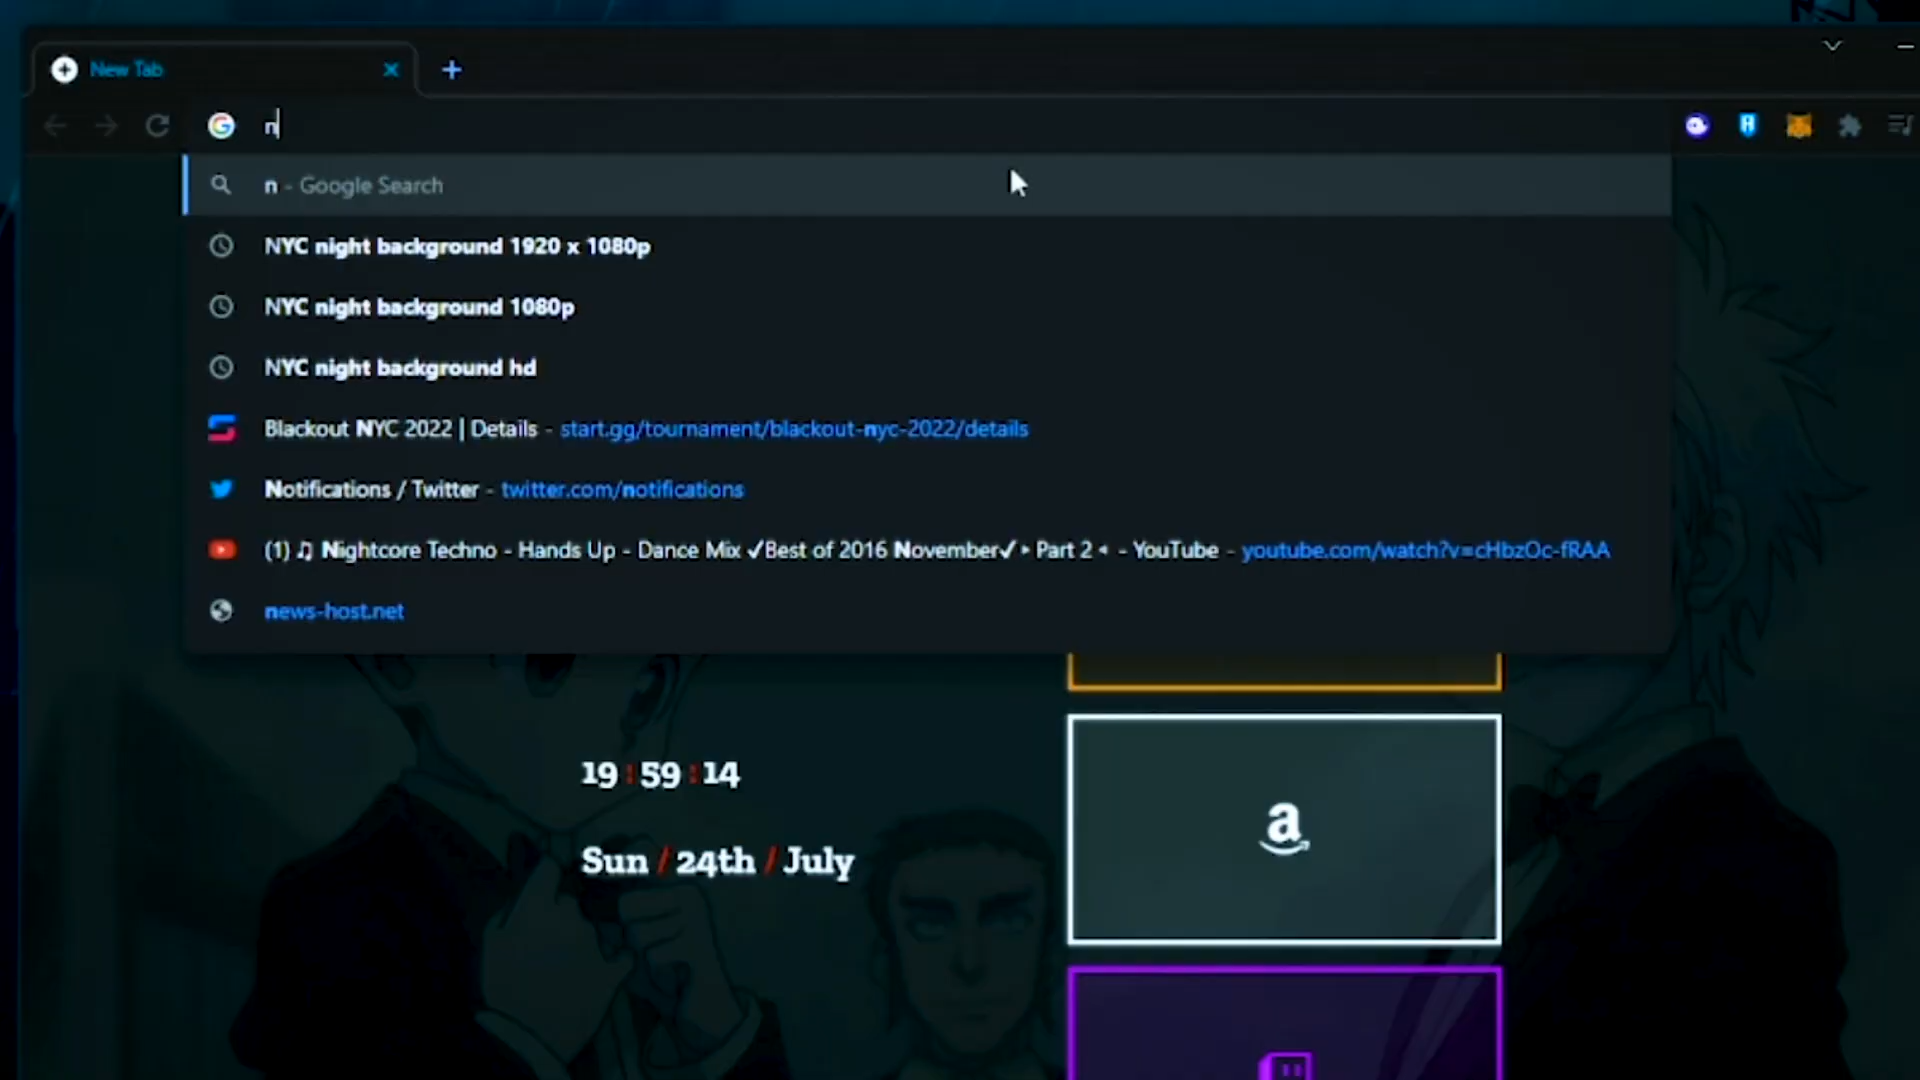 New Tab
n
n - Google Search
NYC night background 1920 x 1080p
NYC night background 1080p
NYC night background hd
Blackout NYC 2022 | Details - start.gg/tournament/blackout-nyc-2022/details
Notifications / Twitter - twitter.com/notifications
(1) ♫ Nightcore Techno - Hands Up - Dance Mix ✓Best of 2016 November✓ ‣ Part 2 ◂ - YouTube - youtube.com/watch?v=cHbzOc-fRAA
news-host.net
19 : 59 : 14
Sun / 24th / July
a